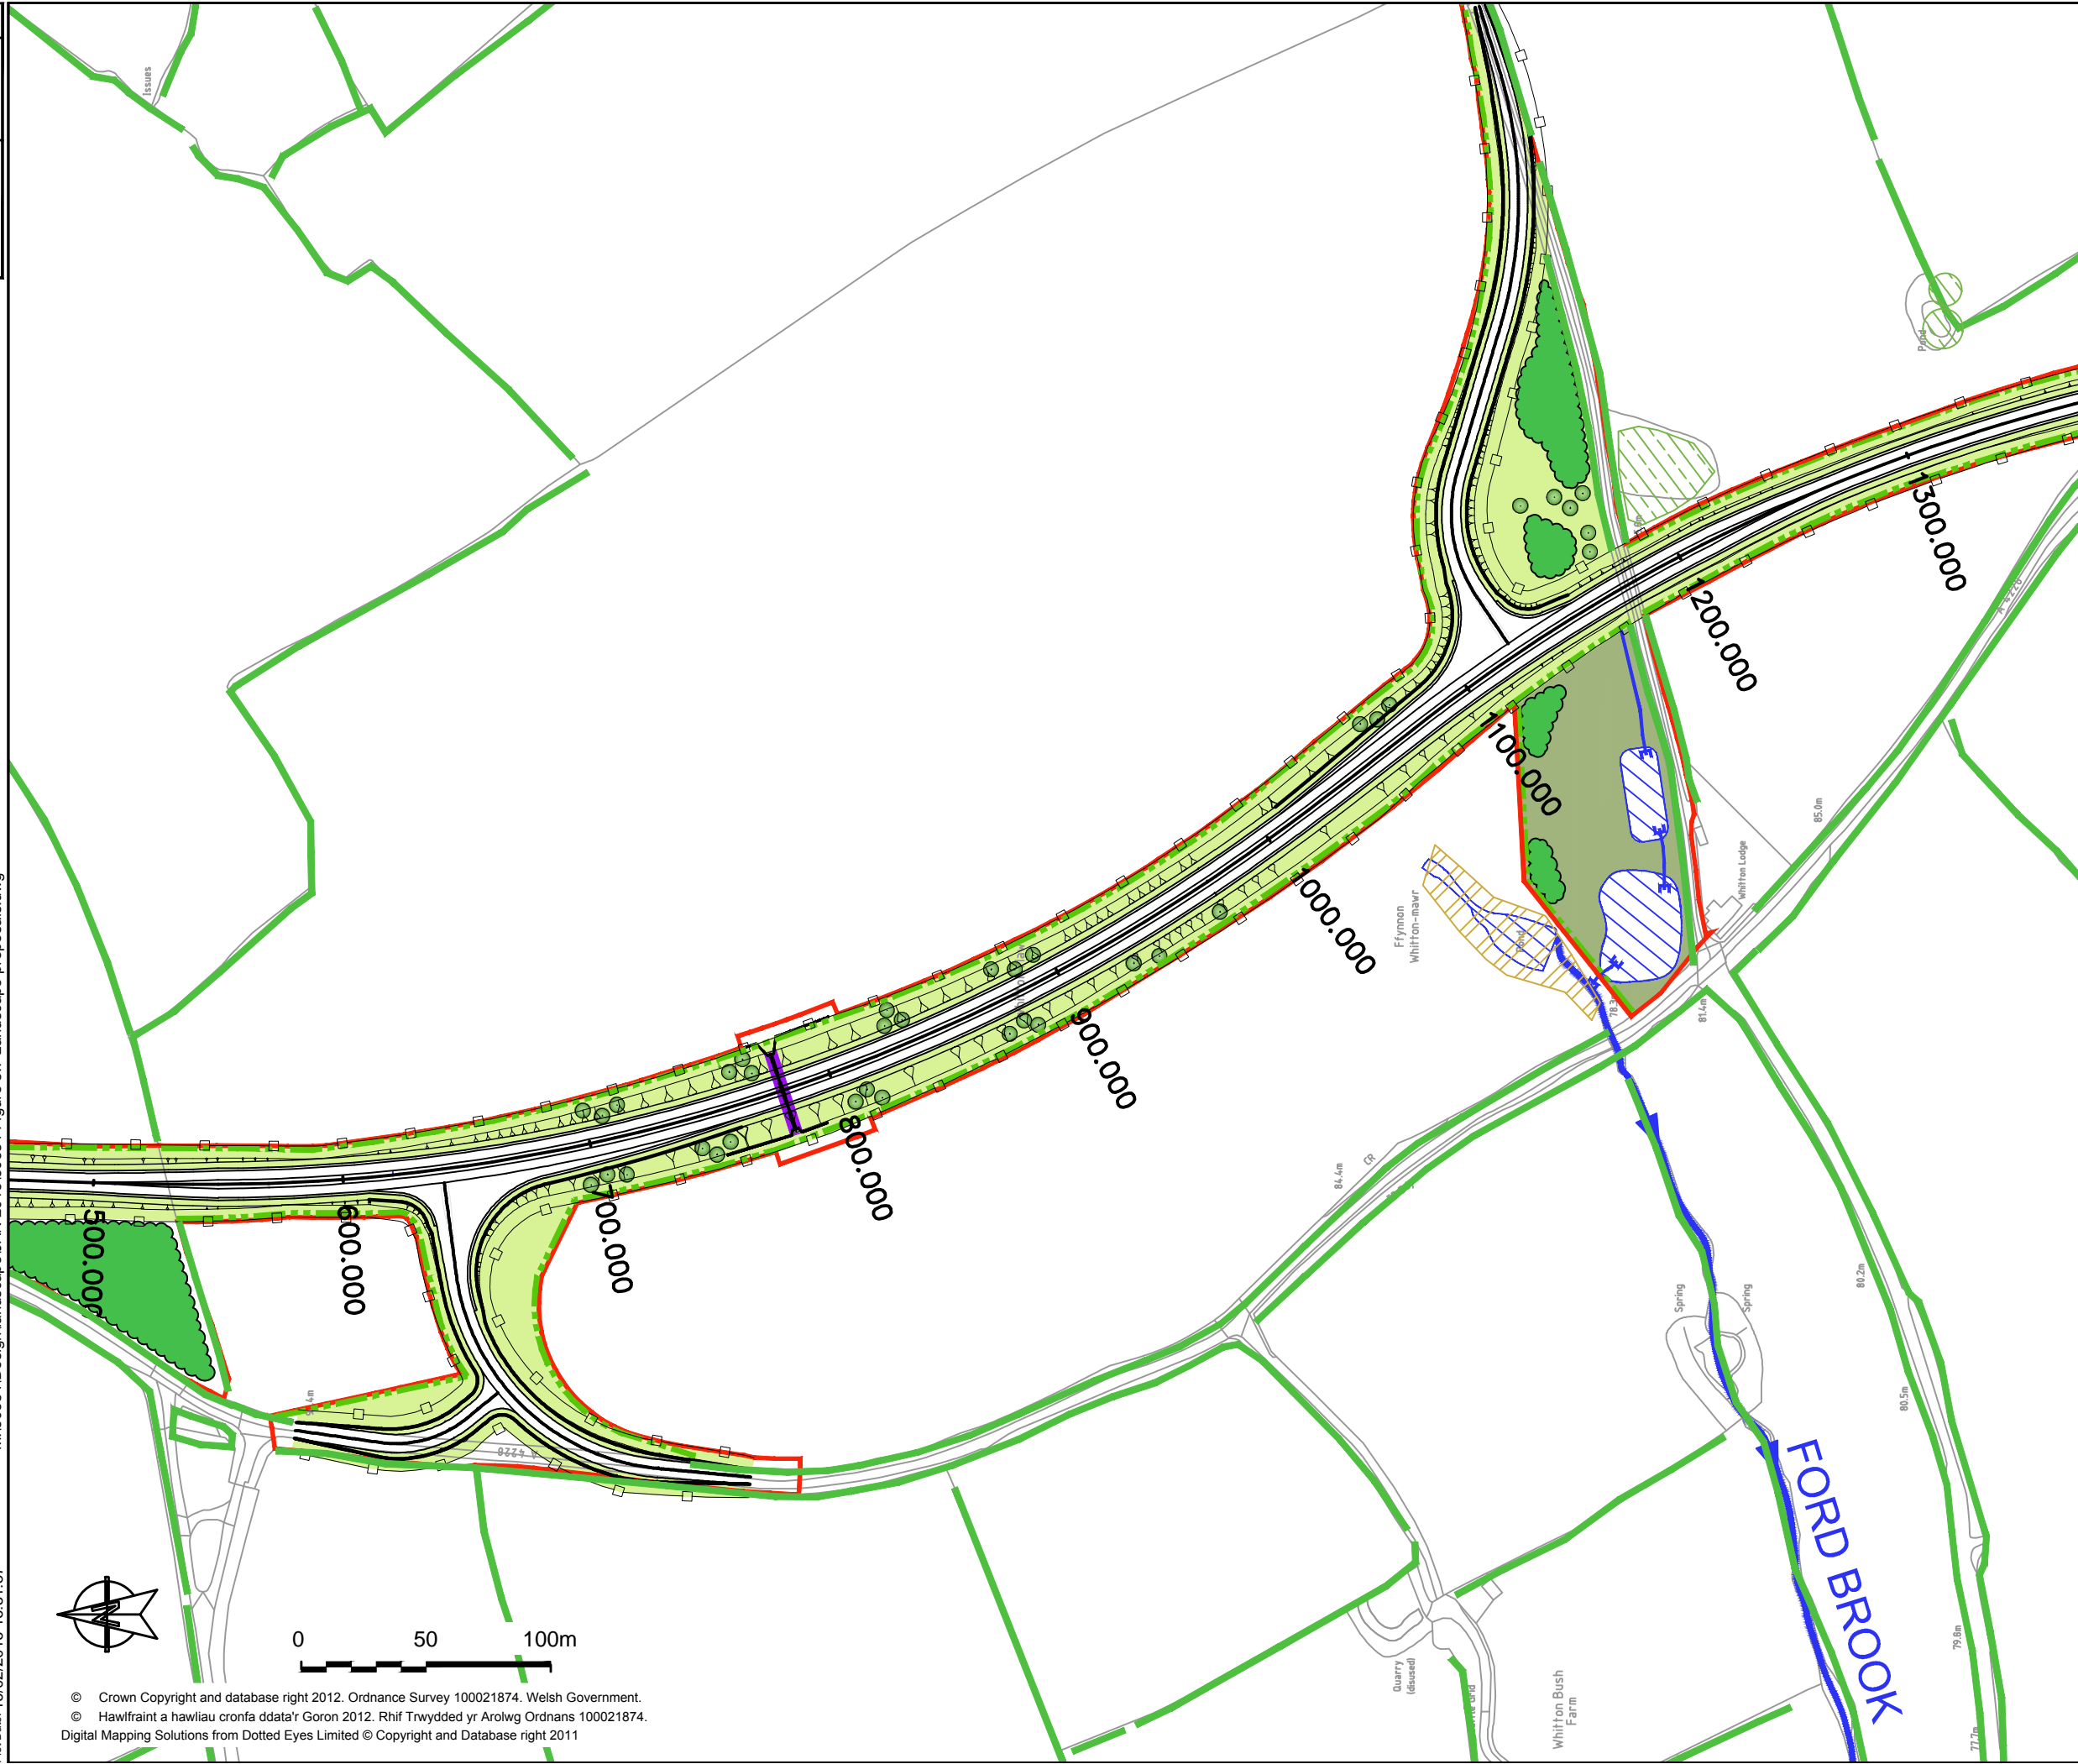 Issues
Pond
1300.000
A 4226
1200.000
1100.000
85.0m
Whitton Lodge
Ffynnon
Whitton-mawr
Pond
1000.000
81.4m
900.000
800.000
84.4m
CR
700.000
600.000
500.000
Spring
Spring
80.2m
80.5m
A 4226
FORD BROOK
79.8m
77.7m
Quarry
(disused)
Whitton Bush
Farm
N
0 50 100m
© Crown Copyright and database right 2012. Ordnance Survey 100021874. Welsh Government.
© Hawlfraint a hawliau cronfa ddata'r Goron 2012. Rhif Trwydded yr Arolwg Ordnans 100021874.
Digital Mapping Solutions from Dotted Eyes Limited © Copyright and Database right 2011